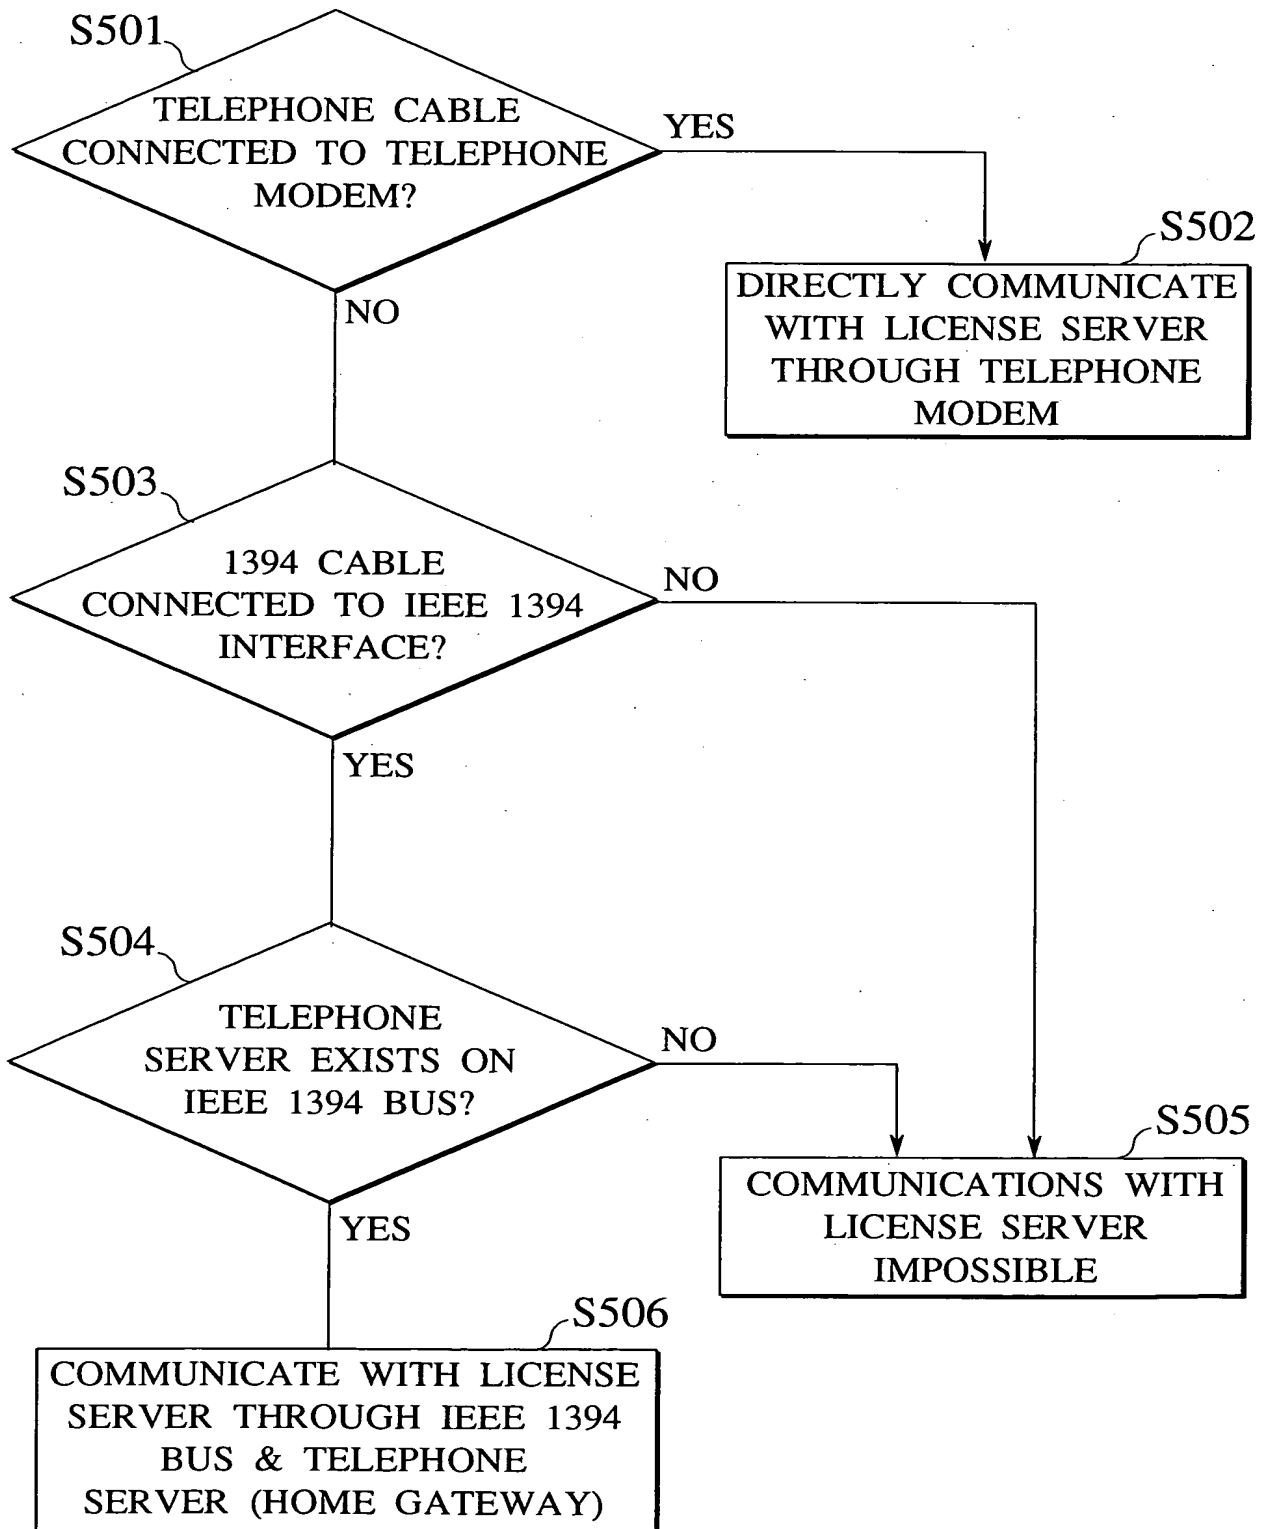 S501
TELEPHONE CABLE
CONNECTED TO TELEPHONE
MODEM?
YES
NO
S502
DIRECTLY COMMUNICATE
WITH LICENSE SERVER
THROUGH TELEPHONE
MODEM
S503
1394 CABLE
CONNECTED TO IEEE 1394
INTERFACE?
NO
YES
S504
TELEPHONE
SERVER EXISTS ON
IEEE 1394 BUS?
NO
YES
S505
COMMUNICATIONS WITH
LICENSE SERVER
IMPOSSIBLE
S506
COMMUNICATE WITH LICENSE
SERVER THROUGH IEEE 1394
BUS & TELEPHONE
SERVER (HOME GATEWAY)